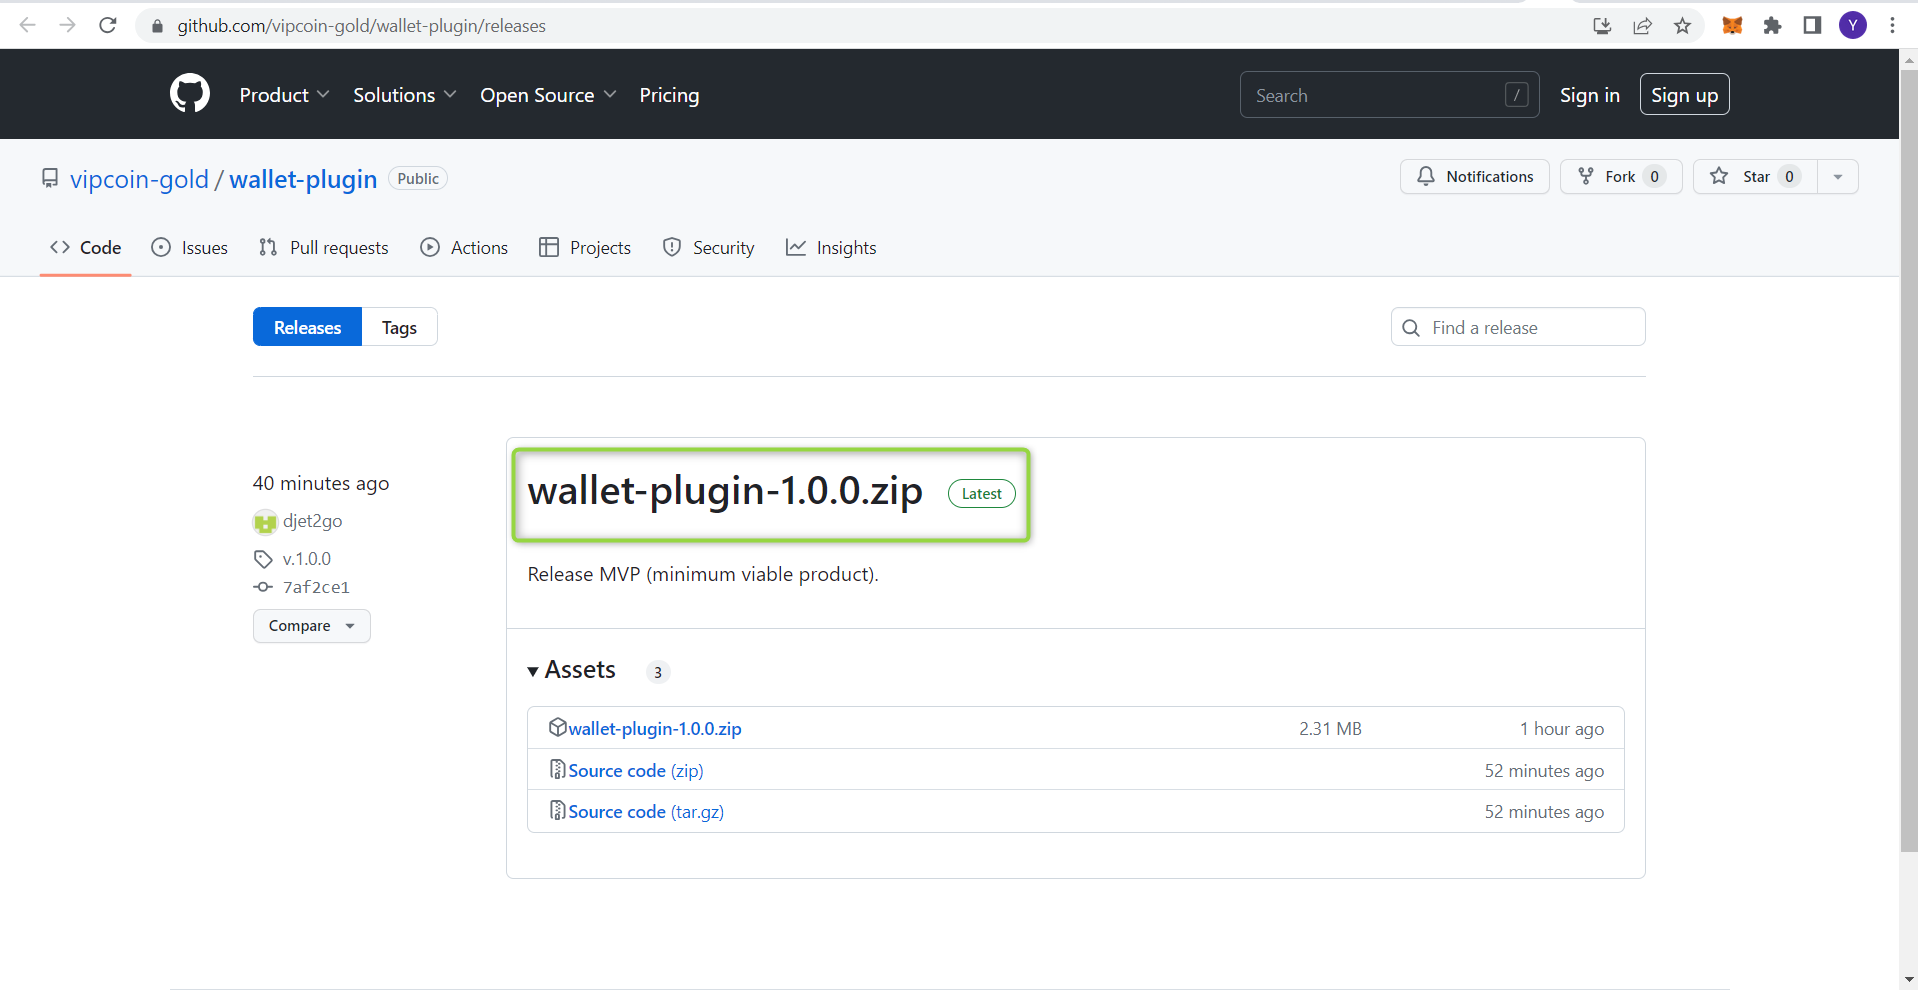 github.com/vipcoin-gold/wallet-plugin/releases
Y
Product Solutions Open Source Pricing
Search /
Sign in
Sign up
vipcoin-gold / wallet-plugin Public
Notifications
Fork 0
Star 0
Code Issues Pull requests Actions Projects Security Insights
Releases Tags
Find a release
40 minutes ago
djet2go
v.1.0.0
7af2ce1
Compare
wallet-plugin-1.0.0.zip Latest
Release MVP (minimum viable product).
Assets 3
wallet-plugin-1.0.0.zip 2.31 MB 1 hour ago
Source code (zip) 52 minutes ago
Source code (tar.gz) 52 minutes ago